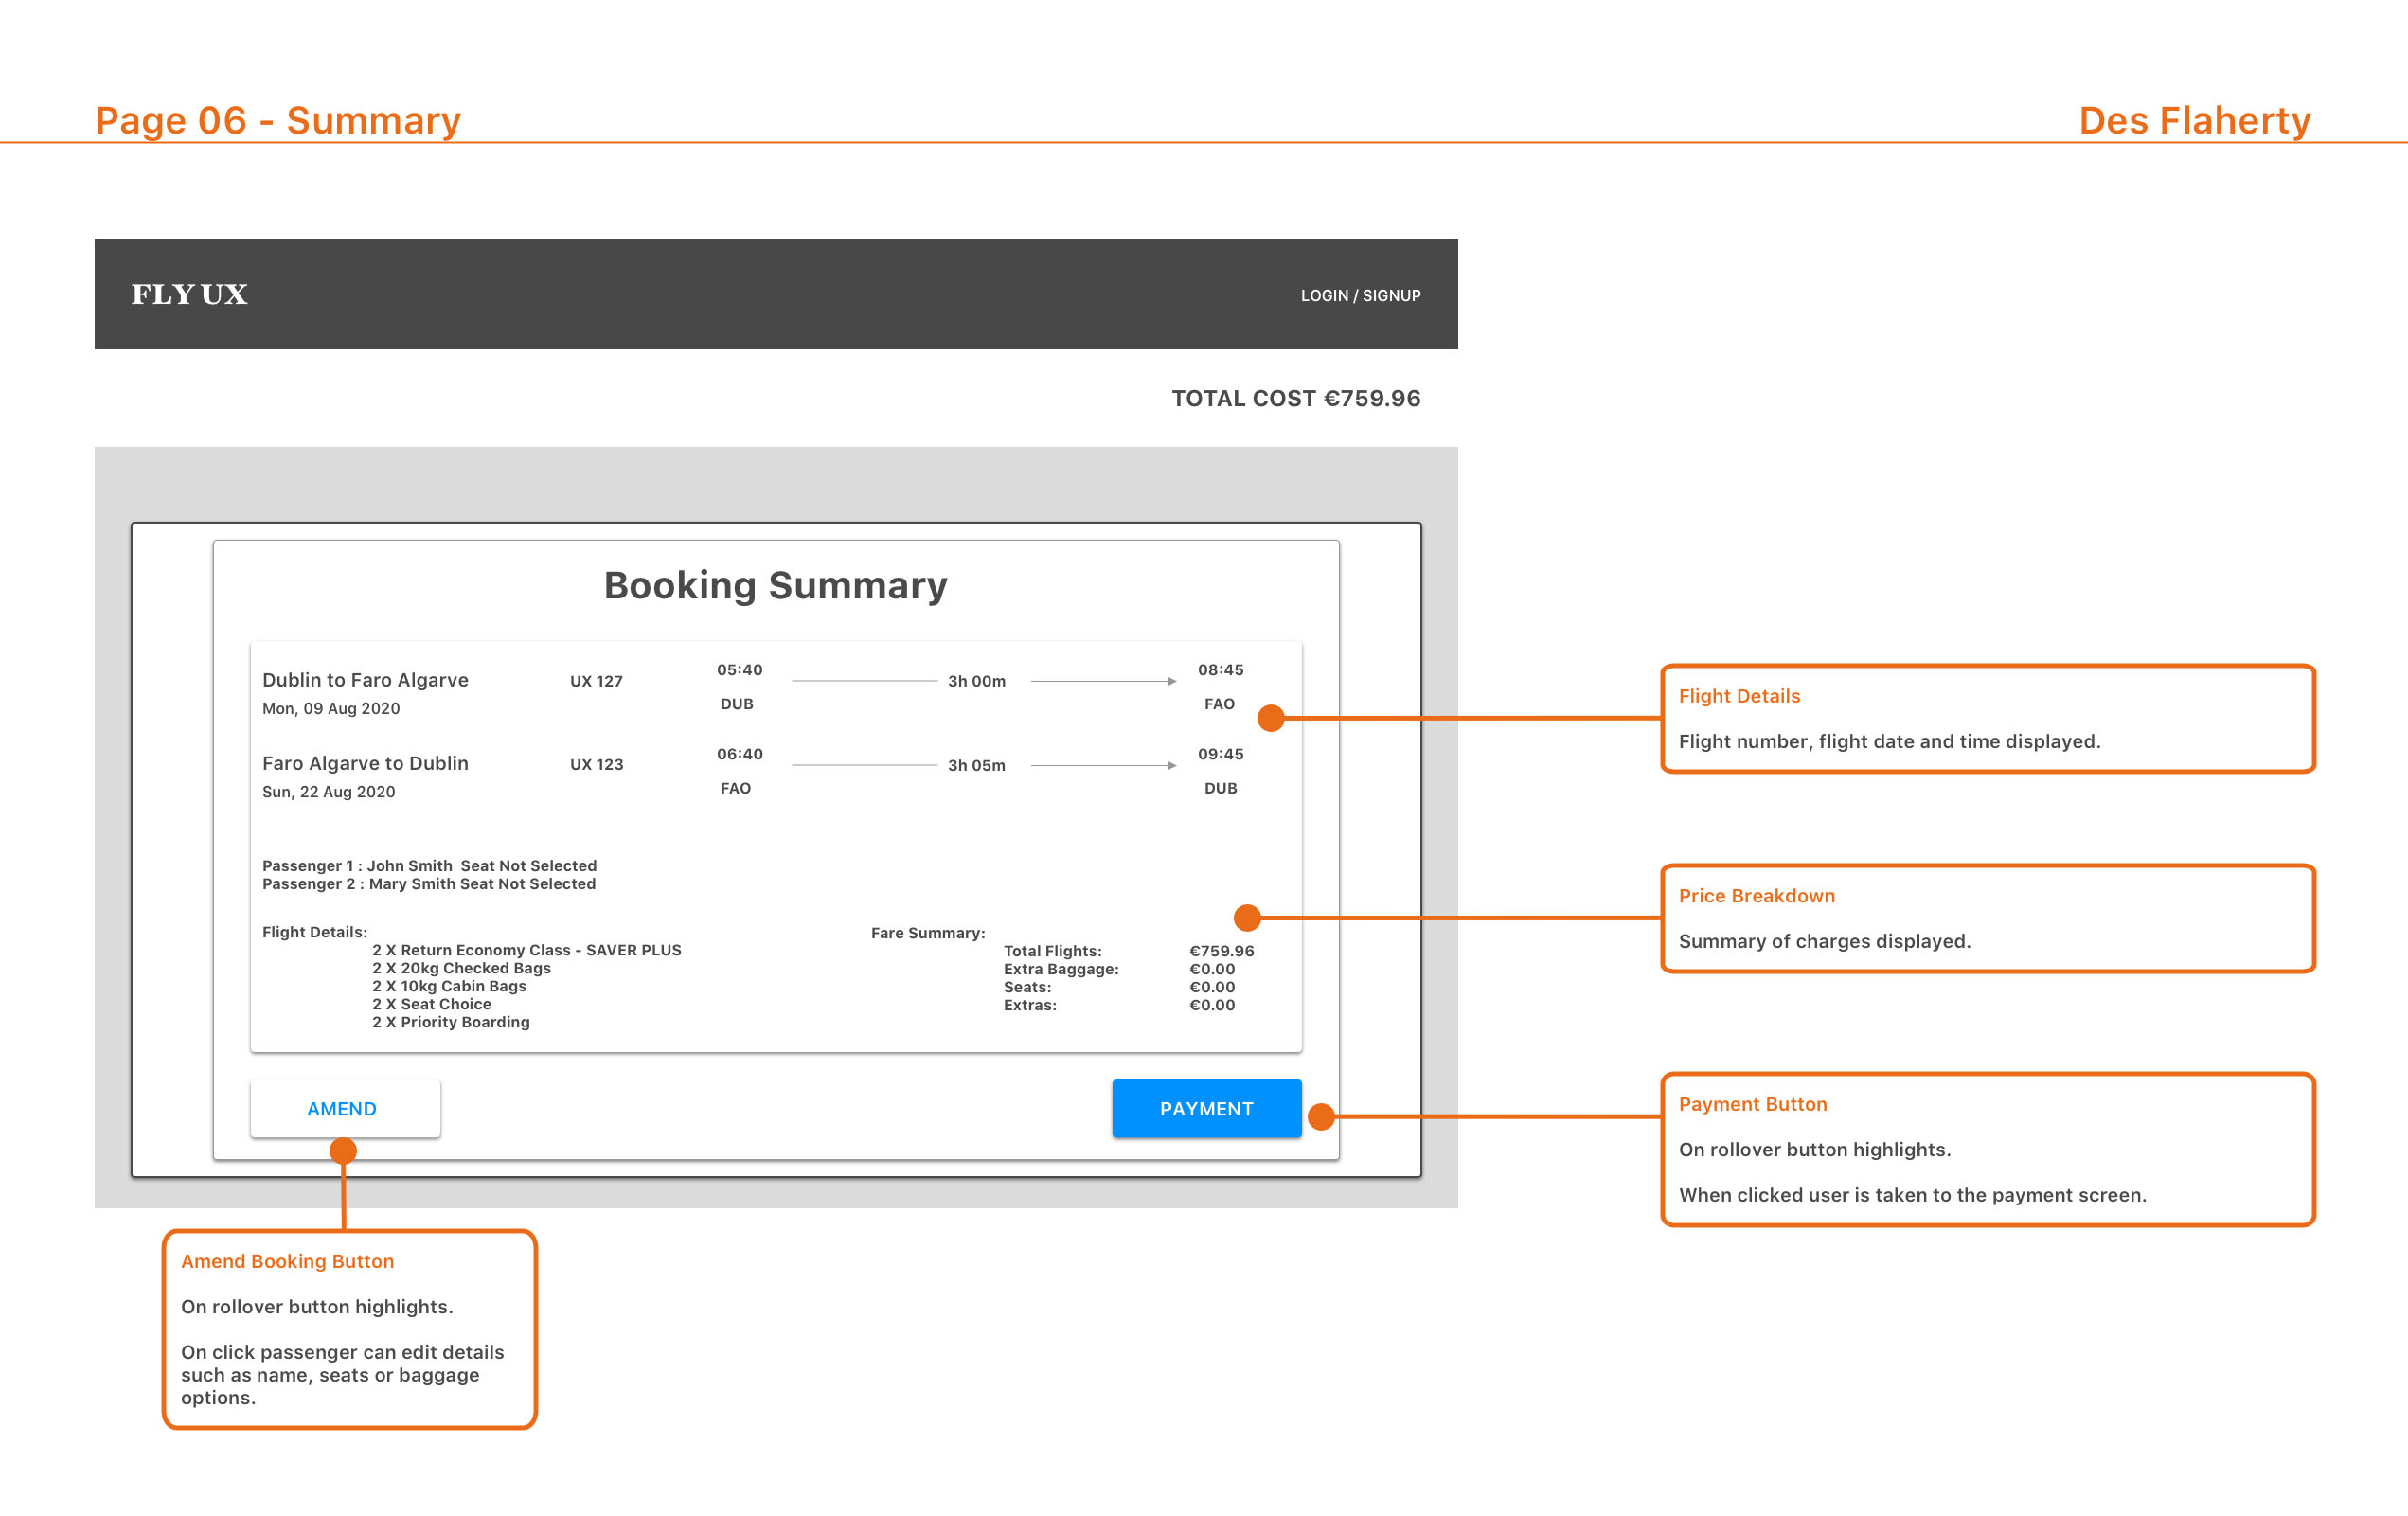 Page 06 - Summary
Des Flaherty
FLY UX
LOGIN / SIGNUP
TOTAL COST €759.96
Booking Summary
Dublin to Faro Algarve
Mon, 09 Aug 2020
UX 127
05:40
DUB
3h 00m
08:45
FAO
Faro Algarve to Dublin
Sun, 22 Aug 2020
UX 123
06:40
FAO
3h 05m
09:45
DUB
Passenger 1 : John Smith  Seat Not Selected
Passenger 2 : Mary Smith Seat Not Selected
Flight Details:
2 X Return Economy Class - SAVER PLUS
2 X 20kg Checked Bags
2 X 10kg Cabin Bags
2 X Seat Choice
2 X Priority Boarding
Fare Summary:
Total Flights: €759.96
Extra Baggage: €0.00
Seats: €0.00
Extras: €0.00
AMEND
PAYMENT
Flight Details
Flight number, flight date and time displayed.
Price Breakdown
Summary of charges displayed.
Payment Button
On rollover button highlights.
When clicked user is taken to the payment screen.
Amend Booking Button
On rollover button highlights.
On click passenger can edit details
such as name, seats or baggage
options.